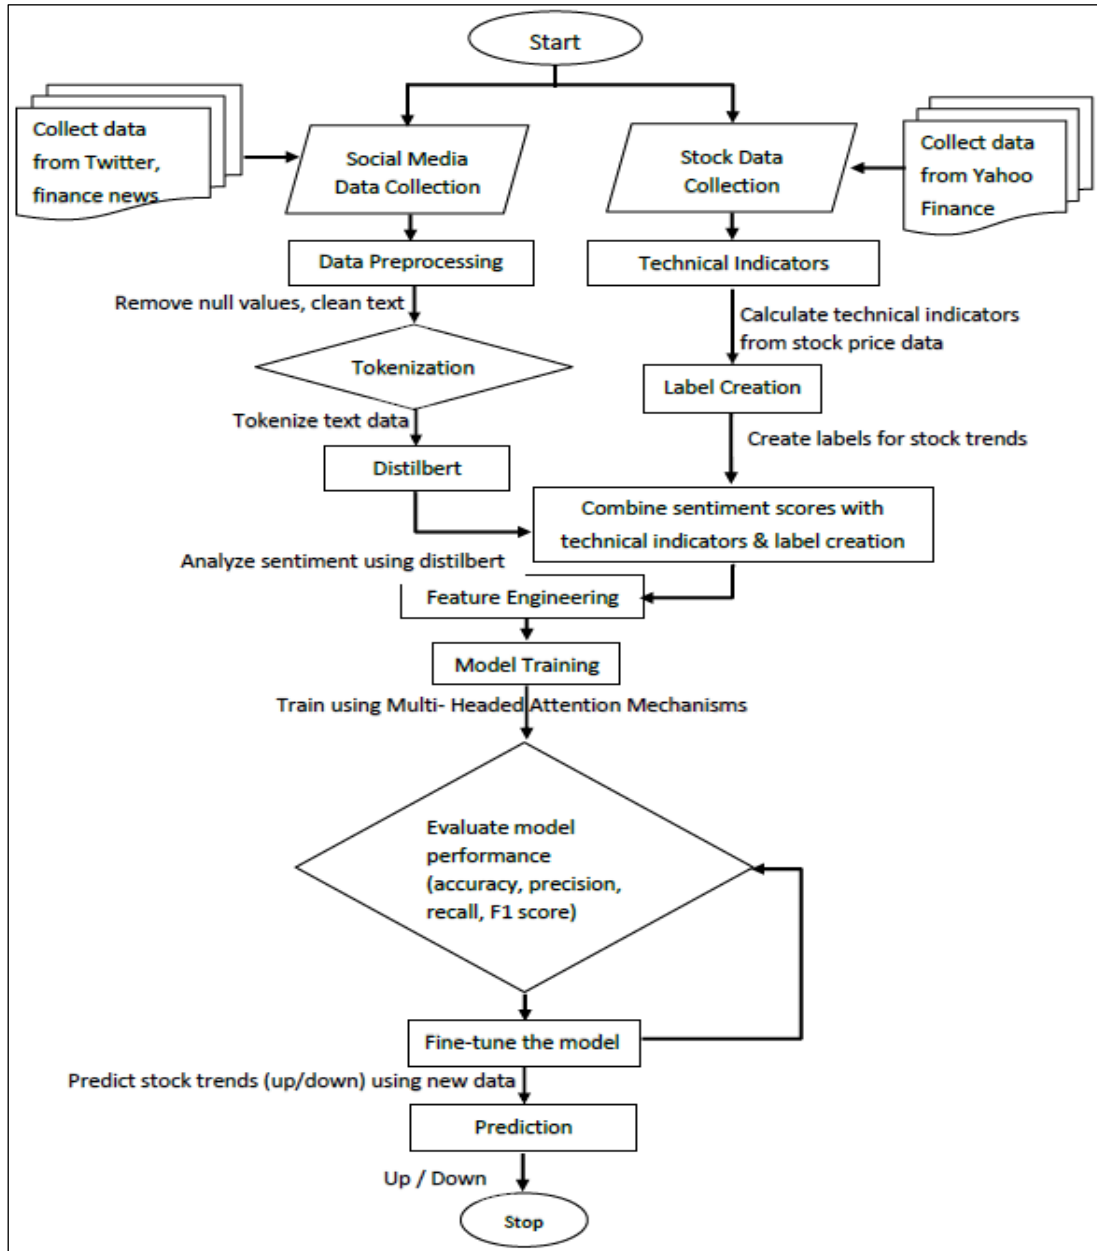 Start
Collect data
from Twitter,
finance news
Social Media
Data Collection
Stock Data
Collection
Collect data
from Yahoo
Finance
Data Preprocessing
Technical Indicators
Remove null values, clean text
Calculate technical indicators
from stock price data
Tokenization
Label Creation
Tokenize text data
Create labels for stock trends
Distilbert
Combine sentiment scores with
technical indicators & label creation
Analyze sentiment using distilbert
Feature Engineering
Model Training
Train using Multi- Headed Attention Mechanisms
Evaluate model
performance
(accuracy, precision,
recall, F1 score)
Fine-tune the model
Predict stock trends (up/down) using new data
Prediction
Up / Down
Stop